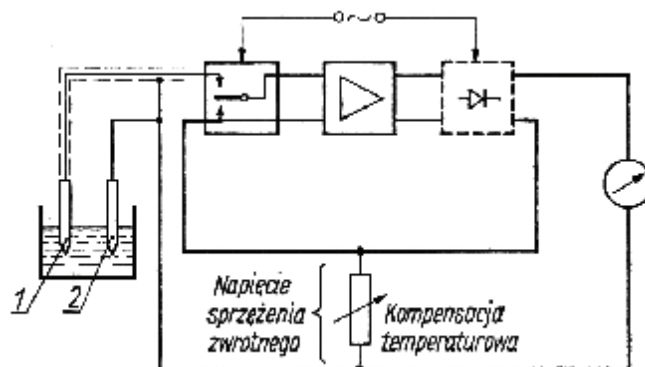 1
2
Napięcie
sprzężenia
zwrotnego
Kompensacja
temperaturowa